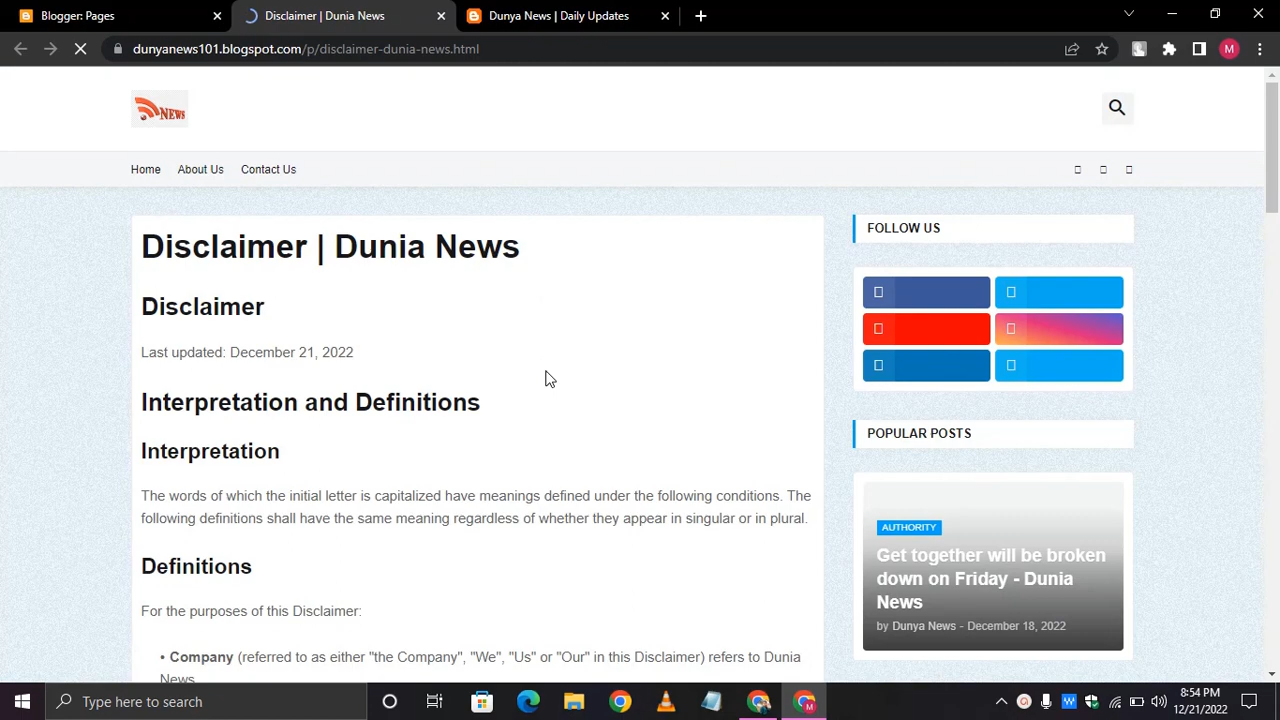 Blogger: Pages
Disclaimer | Dunia News
Dunya News | Daily Updates
dunyanews101.blogspot.com/p/disclaimer-dunia-news.html
M
NEWS
Home
About Us
Contact Us
Disclaimer | Dunia News
Disclaimer
Last updated: December 21, 2022
Interpretation and Definitions
Interpretation
The words of which the initial letter is capitalized have meanings defined under the following conditions. The
following definitions shall have the same meaning regardless of whether they appear in singular or in plural.
Definitions
For the purposes of this Disclaimer:
• Company (referred to as either "the Company", "We", "Us" or "Our" in this Disclaimer) refers to Dunia
News.
FOLLOW US
POPULAR POSTS
AUTHORITY
Get together will be broken
down on Friday - Dunia
News
by Dunya News - December 18, 2022
Type here to search
8:54 PM
12/21/2022